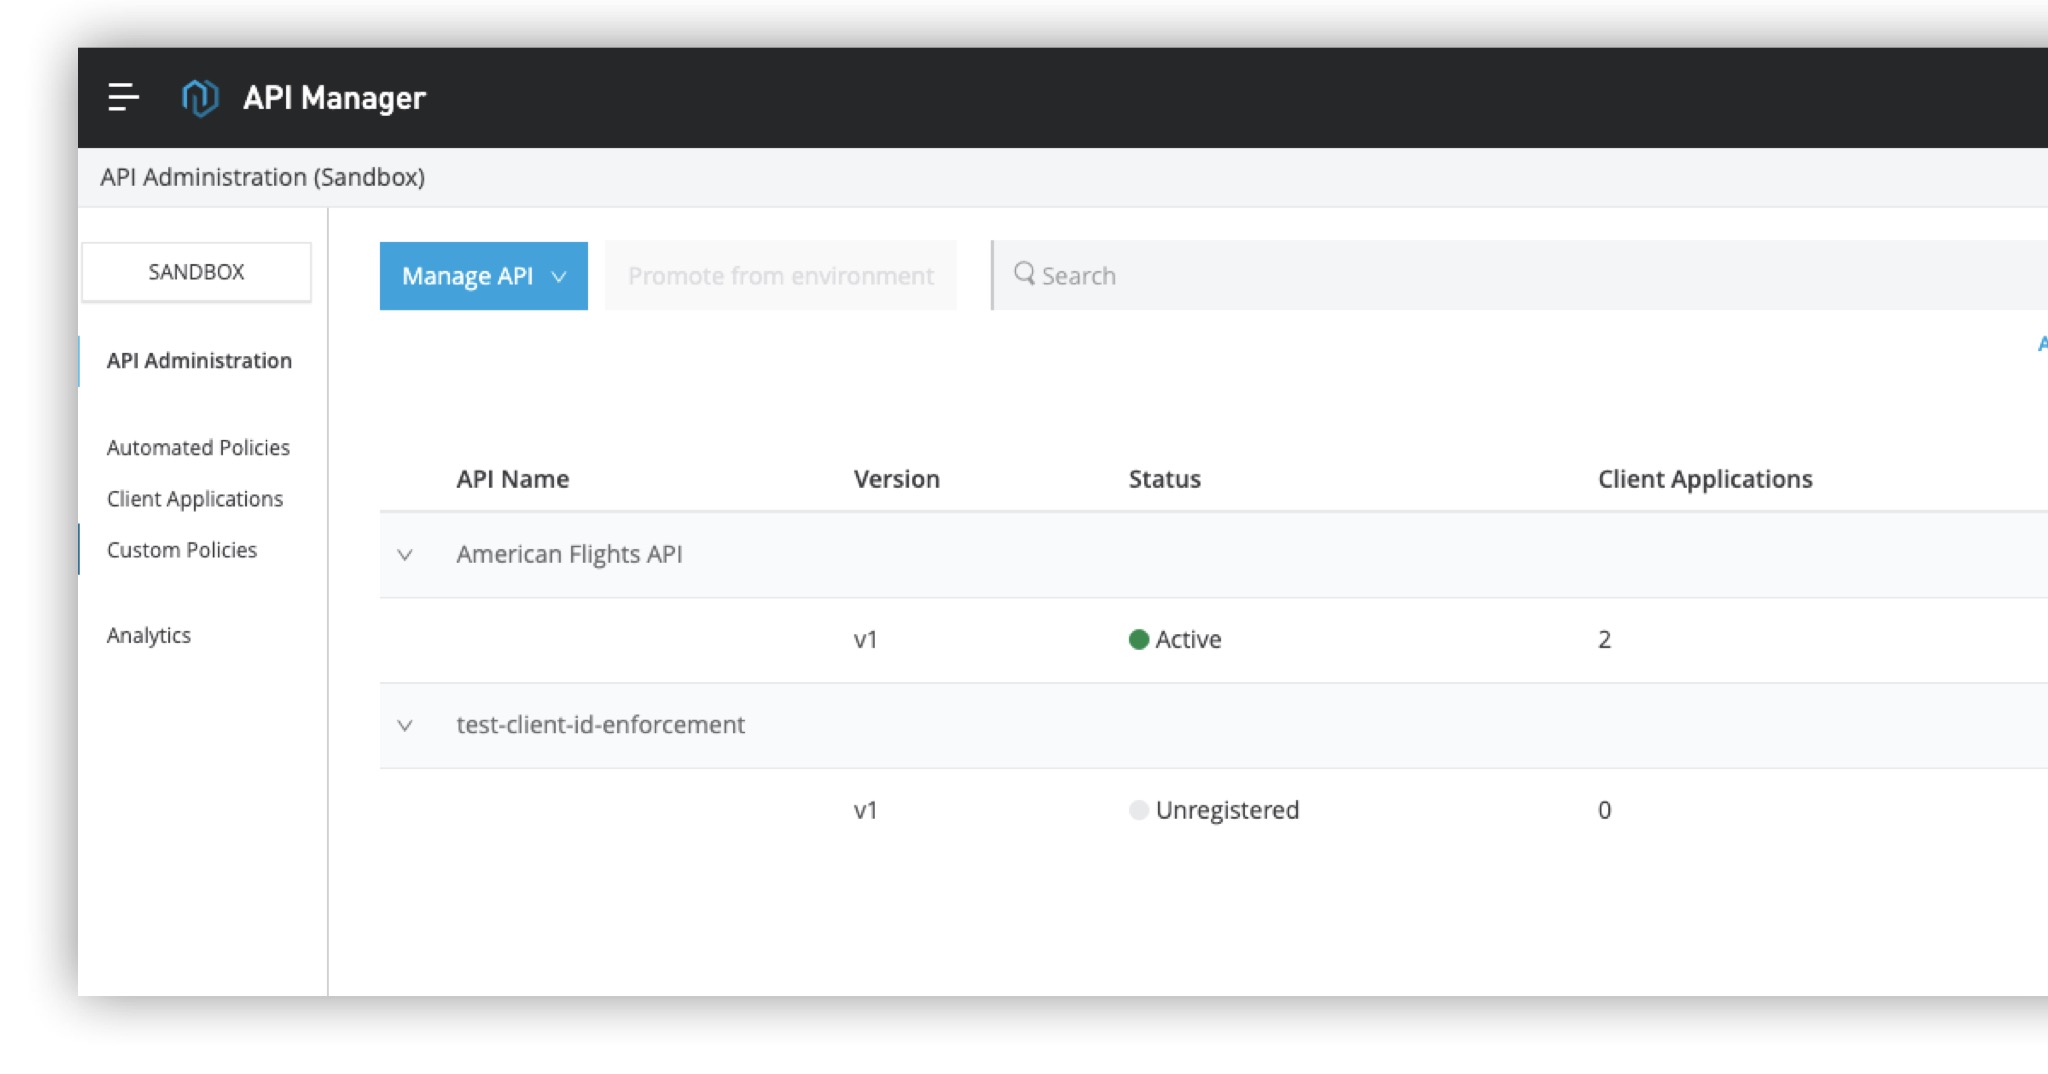 API Manager
API Administration (Sandbox)
SANDBOX
API Administration
Automated Policies
Client Applications
Custom Policies
Analytics
Manage API
Promote from environment
Search
API Name Version Status Client Applications
American Flights API
v1 Active 2
test-client-id-enforcement
v1 Unregistered 0